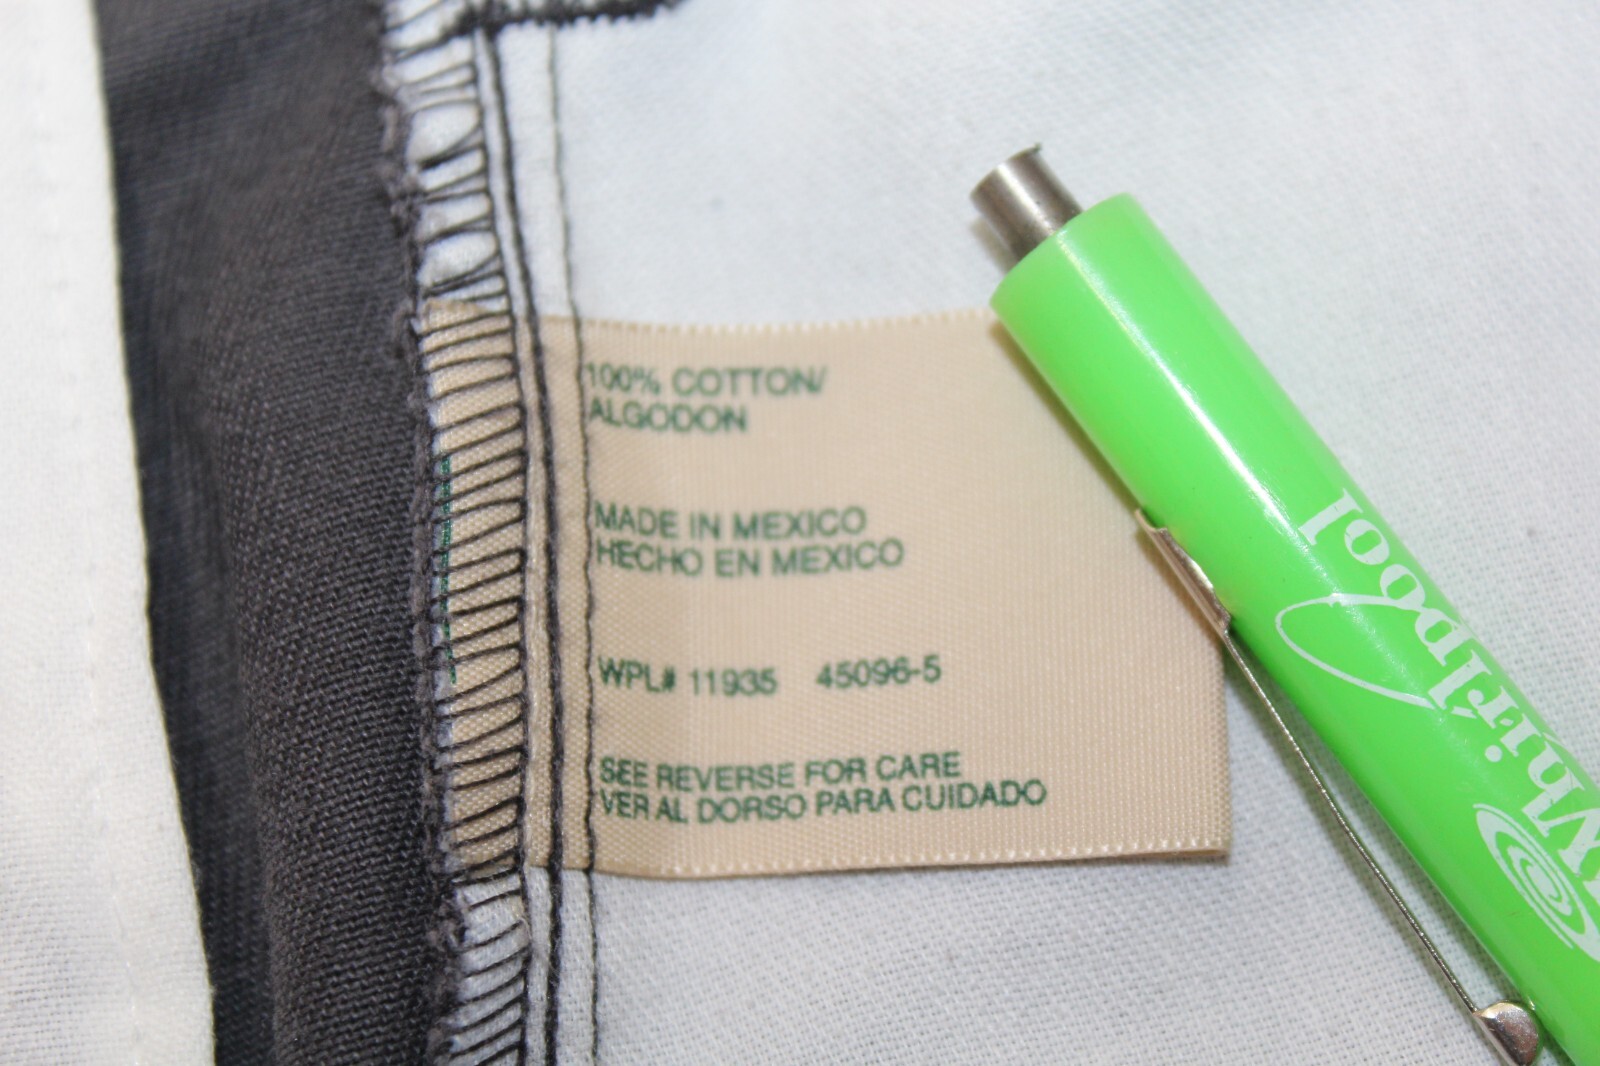 100% COTTON/
ALGODON
MADE IN MEXICO
HECHO EN MEXICO
WPL# 11935 45096-5
SEE REVERSE FOR CARE
VER AL DORSO PARA CUIDADO
Whirlpool